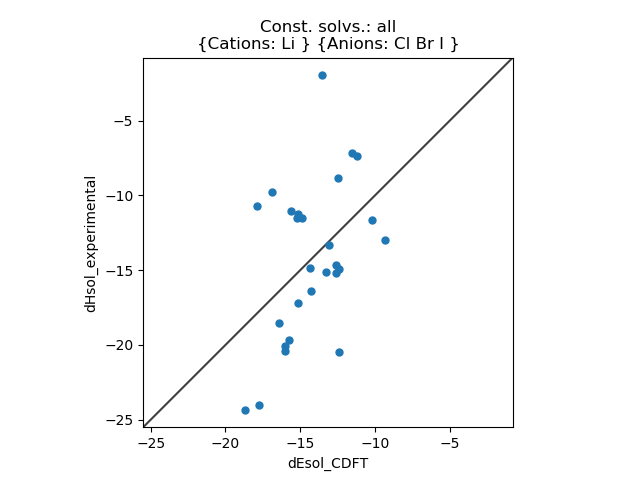 Const. solvs.: all
{Cations: Li } {Anions: Cl Br I }
dHsol_experimental
−5
−10
−15
−20
−25
−25
−20
−15
−10
−5
dEsol_CDFT